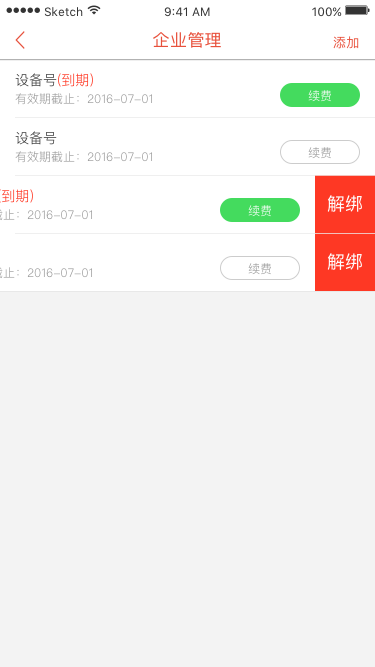 Sketch 9:41 AM 100%
企业管理 添加
设备号(到期)
有效期截止：2016-07-01 续费
设备号
有效期截止：2016-07-01 续费
(到期)
截止：2016-07-01 续费 解绑
截止：2016-07-01 续费 解绑